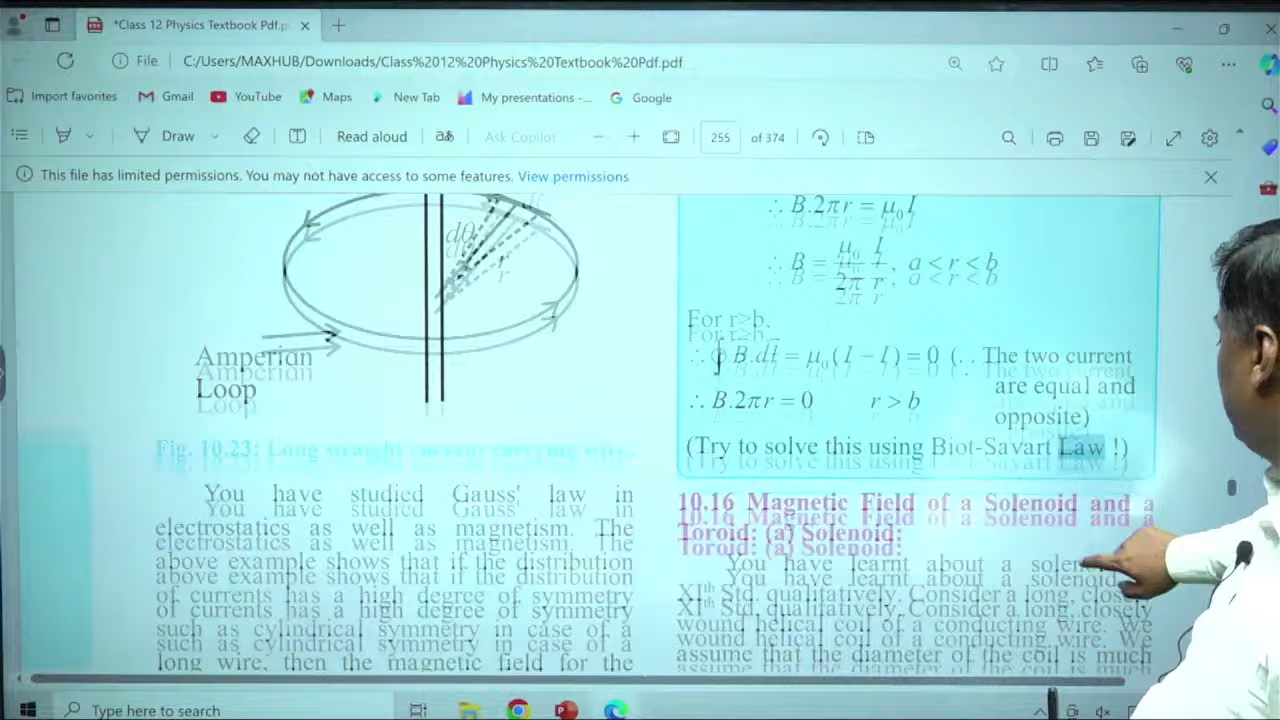 *Class 12 Physics Textbook Pdf.p
File C:/Users/MAXHUB/Downloads/Class%2012%20Physics%20Textbook%20Pdf.pdf
Import favorites Gmail YouTube Maps New Tab My presentations -... Google
Draw Read aloud Ask Copilot 255 of 374
This file has limited permissions. You may not have access to some features. View permissions
dθ
r
Amperian
Loop
Fig. 10.23: Long straight current carrying
You have studied Gauss' law in
electrostatics as well as magnetism. The
above example shows that if the distribution
of currents has a high degree of symmetry
such as cylindrical symmetry in case of a
long wire, then the magnetic field for the
∴ B.2πr = μ₀I
∴ B = μ₀/2π I/r, a < r < b
For r>b,
∴ ∮ B.dl = μ₀(I − I) = 0 (∵ The two current
are equal and
opposite)
∴ B.2πr = 0 r > b
(Try to solve this using Biot-Savart Law !)
10.16 Magnetic Field of a Solenoid and a
Toroid: (a) Solenoid:
You have learnt about a solenoid
XIth Std. qualitatively. Consider a long, closely
wound helical coil of a conducting wire. We
assume that the diameter of the coil is much
Type here to search